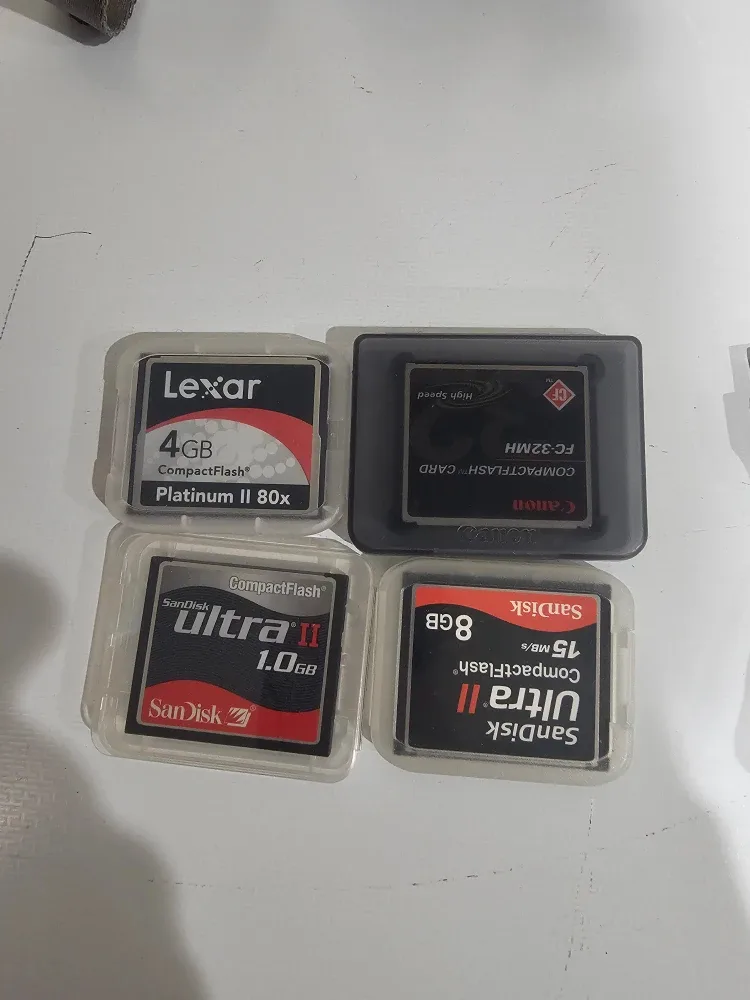 Lexar
4GB
CompactFlash®
Platinum II 80x
Canon
COMPACTFLASH™ CARD
FC-32MH
CF™
High Speed
Canon
CompactFlash®
SanDisk
ultra® II
1.0GB
SanDisk®
SanDisk
Ultra® II
CompactFlash®
15 MB/s
8GB
SanDisk